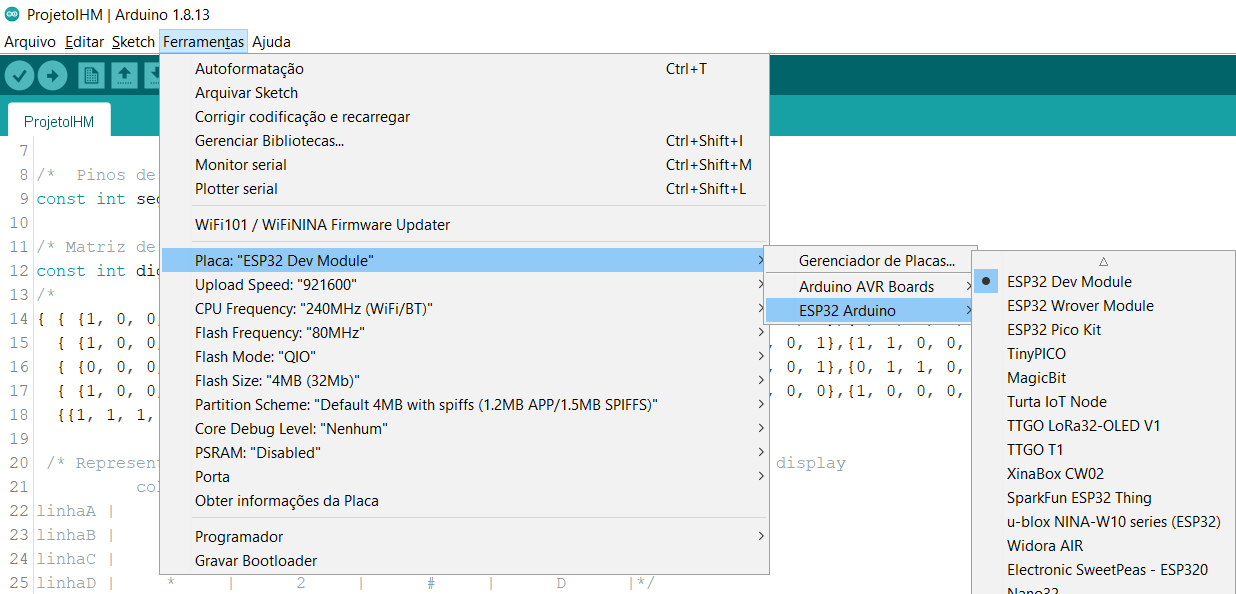 ProjetoIHM | Arduino 1.8.13
Arquivo Editar Sketch Ferramentas Ajuda
ProjetoIHM
Autoformatação Ctrl+T
Arquivar Sketch
Corrigir codificação e recarregar
Gerenciar Bibliotecas... Ctrl+Shift+I
Monitor serial Ctrl+Shift+M
Plotter serial Ctrl+Shift+L
WiFi101 / WiFiNINA Firmware Updater
Placa: "ESP32 Dev Module"
Upload Speed: "921600"
CPU Frequency: "240MHz (WiFi/BT)"
Flash Frequency: "80MHz"
Flash Mode: "QIO"
Flash Size: "4MB (32Mb)"
Partition Scheme: "Default 4MB with spiffs (1.2MB APP/1.5MB SPIFFS)"
Core Debug Level: "Nenhum"
PSRAM: "Disabled"
Porta
Obter informações da Placa
Programador
Gravar Bootloader
Gerenciador de Placas...
Arduino AVR Boards
ESP32 Arduino
ESP32 Dev Module
ESP32 Wrover Module
ESP32 Pico Kit
TinyPICO
MagicBit
Turta IoT Node
TTGO LoRa32-OLED V1
TTGO T1
XinaBox CW02
SparkFun ESP32 Thing
u-blox NINA-W10 series (ESP32)
Widora AIR
Electronic SweetPeas - ESP320
Nano32
7
8 /* Pinos de
9 const int seg
10
11 /* Matriz de
12 const int dig
13 /*
14 { { {1, 0, 0,
15 { {1, 0, 0, , 0, 1},{1, 1, 0, 0,
16 { {0, 0, 0, , 0, 1},{0, 1, 1, 0,
17 { {1, 0, 0, , 0, 0},{1, 0, 0, 0,
18 {{1, 1, 1,
19
20 /* Represent display
21 co
22 linhaA |
23 linhaB |
24 linhaC |
25 linhaD | * | 2 | # | D |*/